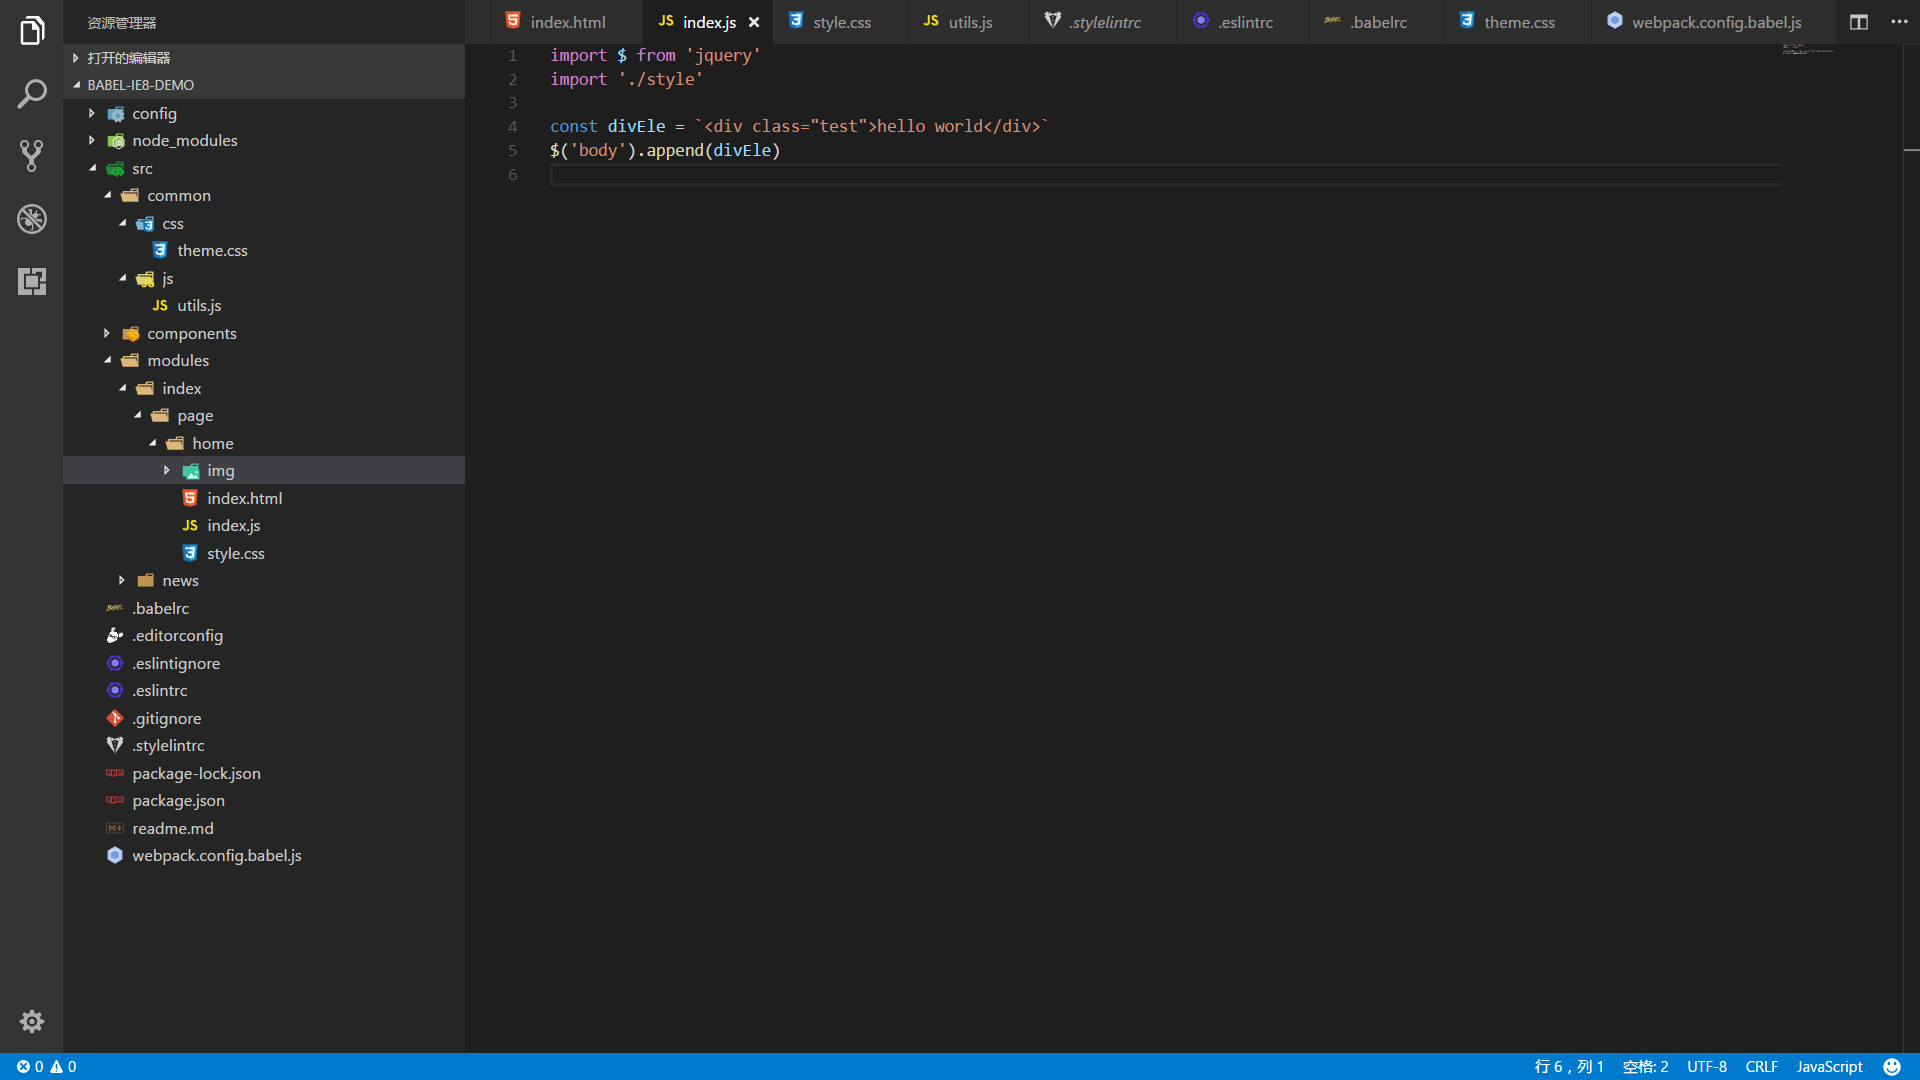 资源管理器
打开的编辑器
BABEL-IE8-DEMO
config
node_modules
src
common
css
theme.css
js
utils.js
components
modules
index
page
home
img
index.html
index.js
style.css
news
.babelrc
.editorconfig
.eslintignore
.eslintrc
.gitignore
.stylelintrc
package-lock.json
package.json
readme.md
webpack.config.babel.js
index.html JS index.js style.css JS utils.js .stylelintrc .eslintrc .babelrc theme.css webpack.config.babel.js
1 import $ from 'jquery'
2 import './style'
3
4 const divEle = `<div class="test">hello world</div>`
5 $('body').append(divEle)
6
0 0 行 6，列 1 空格: 2 UTF-8 CRLF JavaScript